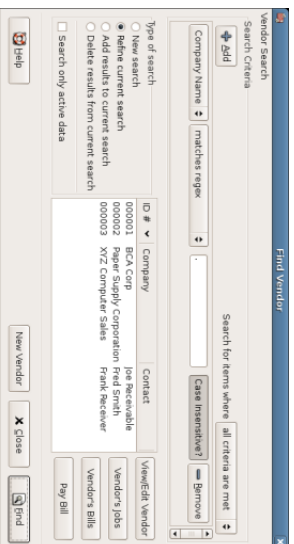 Find Vendor
Vendor Search
Search Criteria
Add
Search for items where all criteria are met
Company Name matches regex . Case Insensitive? Remove
Type of search
New search
Refine current search
Add results to current search
Delete results from current search
Search only active data
ID # Company Contact
000001 BCA Corp Joe Receivable
000002 Paper Supply Corporation Fred Smith
000003 XYZ Computer Sales Frank Receiver
View/Edit Vendor
Vendor's Jobs
Vendor's Bills
Pay Bill
Help
New Vendor
Close
Find